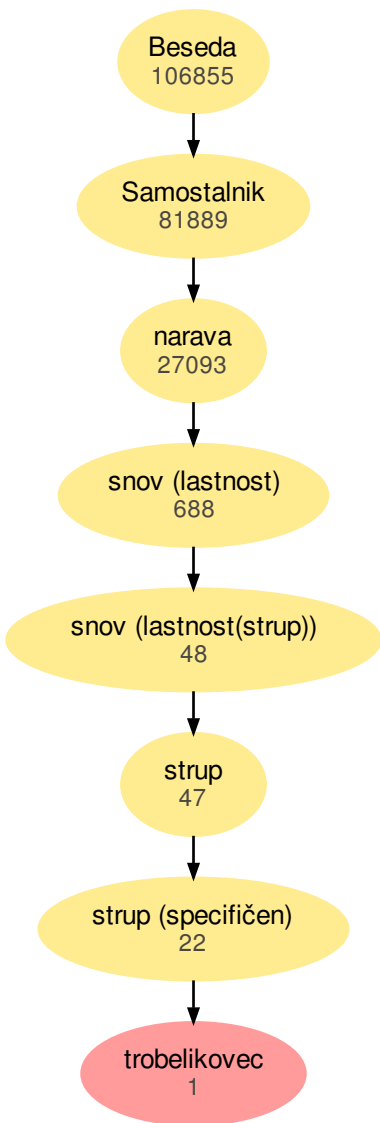 Beseda
106855
Samostalnik
81889
narava
27093
snov (lastnost)
688
snov (lastnost(strup))
48
strup
47
strup (specifičen)
22
trobelikovec
1